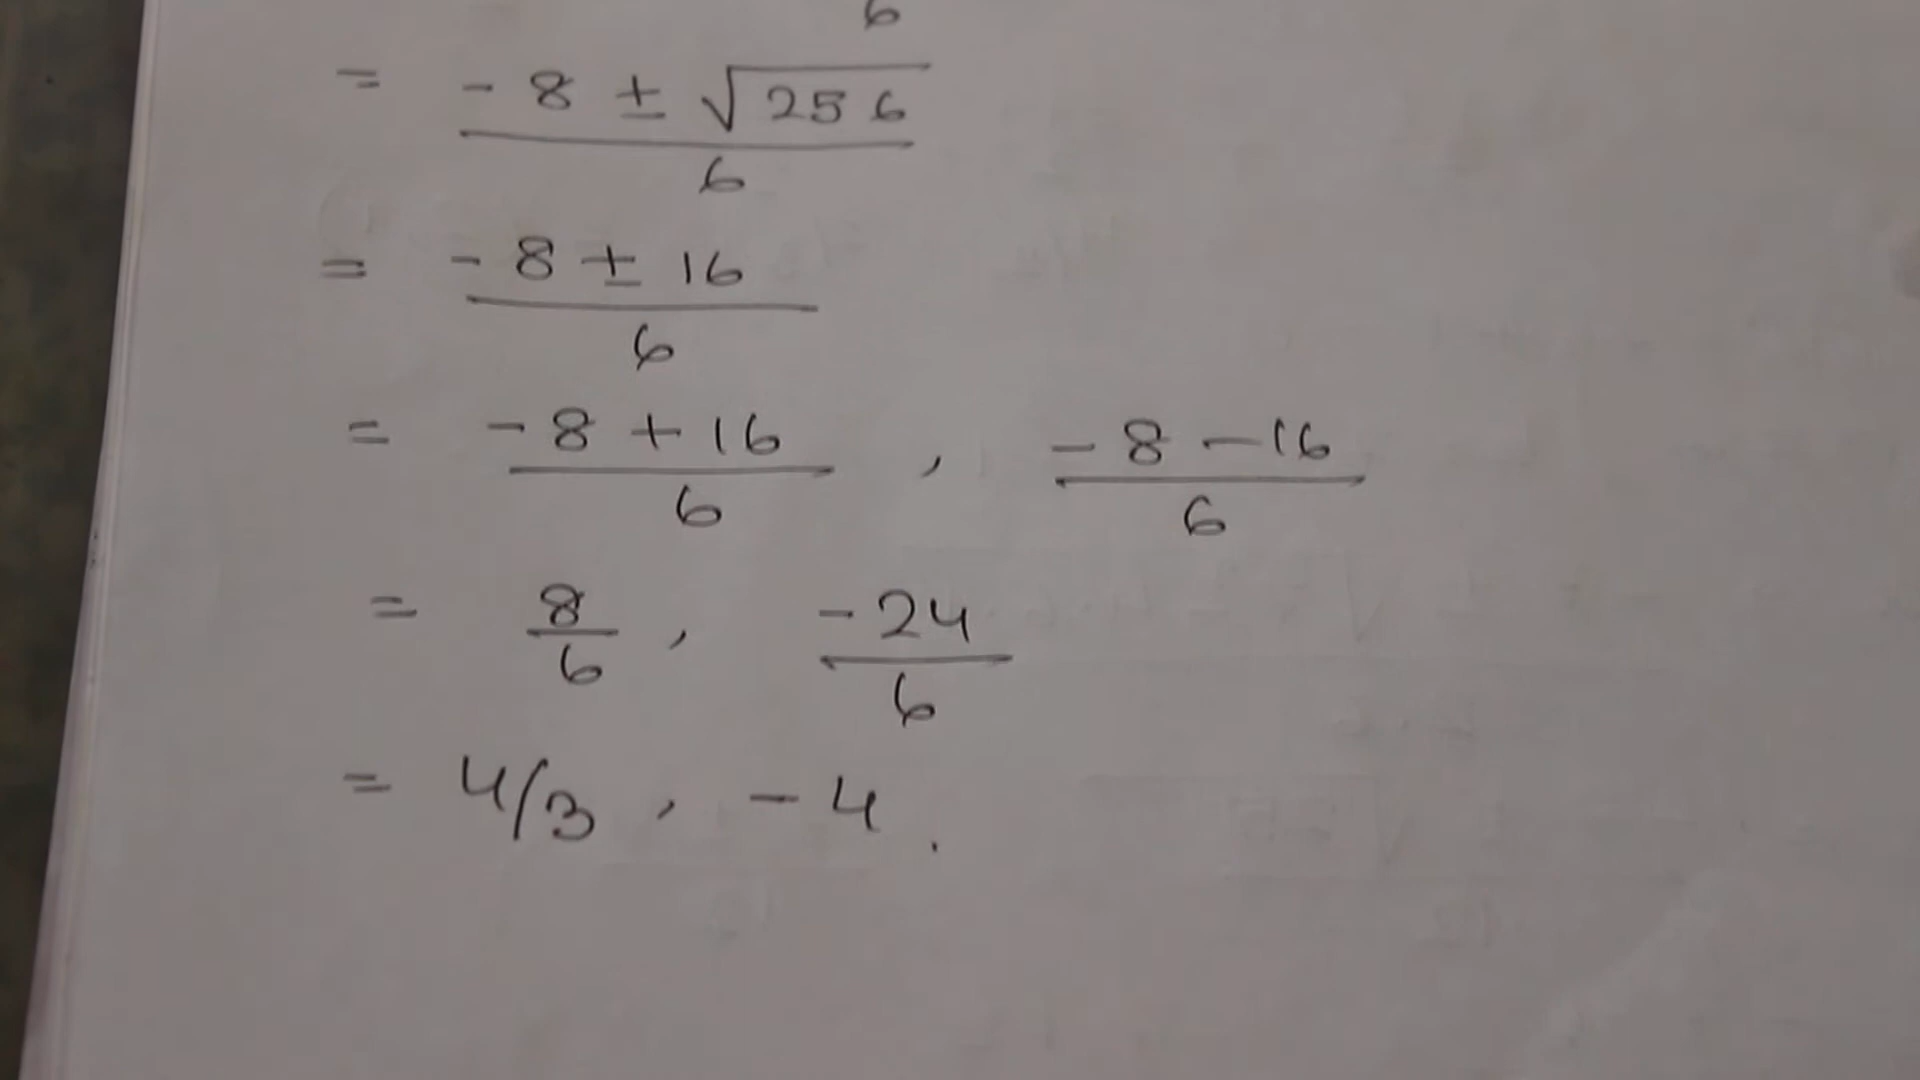 6
= -8 ± √256 / 6
= -8 ± 16 / 6
= -8 + 16 / 6 , -8 - 16 / 6
= 8/6 , -24/6
= 4/3 , -4.